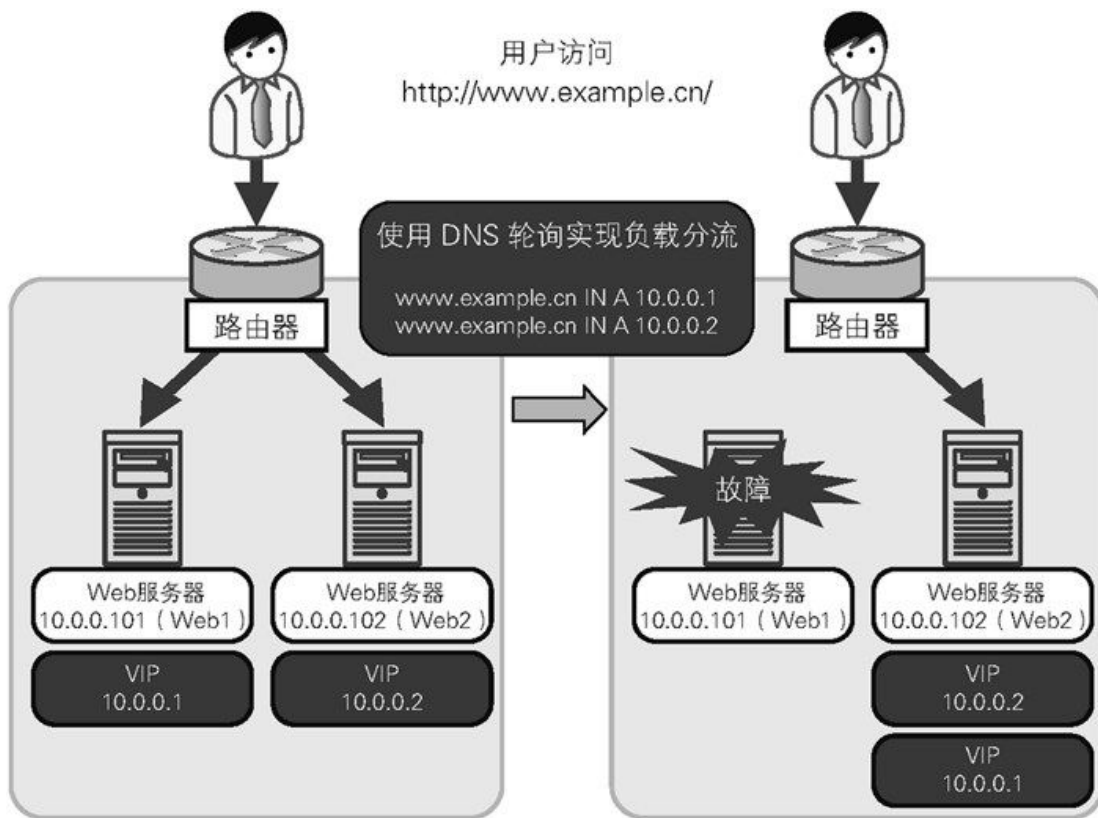 用户访问
http://www.example.cn/
使用 DNS 轮询实现负载分流
www.example.cn IN A 10.0.0.1
www.example.cn IN A 10.0.0.2
路由器
Web服务器
10.0.0.101（Web1）
VIP
10.0.0.1
Web服务器
10.0.0.102（Web2）
VIP
10.0.0.2
路由器
故障
Web服务器
10.0.0.101（Web1）
Web服务器
10.0.0.102（Web2）
VIP
10.0.0.2
VIP
10.0.0.1